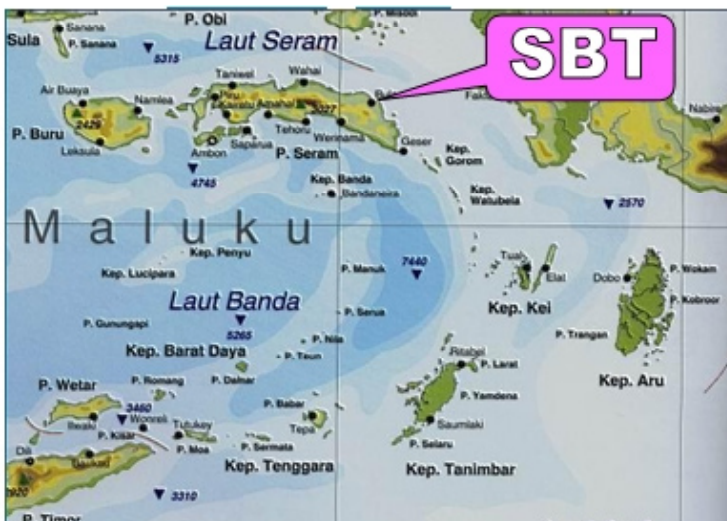 P. Obi
Sula
Sanana
P. Sanana
5315
Laut Seram
SBT
Taniwel
Wahai
Air Buaya
Namlea
Piru
Kairatu
Amahai
3027
2429
P. Buru
Leksula
Tehoru
Werinama
Geser
Ambon
Saparua
P. Seram
Kep. Gorom
Nabire
4745
Kep. Banda
Bandaneira
Kep. Watubela
2570
Maluku
Kep. Penyu
Kep. Lucipara
P. Manuk
7440
Tual
Elat
Dobo
P. Wokam
P. Kobroor
Laut Banda
Kep. Kei
P. Gunungapi
5265
P. Serua
P. Trangan
Kep. Barat Daya
P. Nila
P. Teun
Kep. Aru
Ritabel
P. Larat
P. Wetar
P. Romang
P. Damar
P. Yamdena
3460
P. Babar
Ilwaki
Wonreli
Tutukey
Tepa
Saumlaki
P. Kisar
P. Moa
P. Sermata
P. Selaru
Dili
Baukau
Kep. Tenggara
Kep. Tanimbar
2920
3310
P. Timor